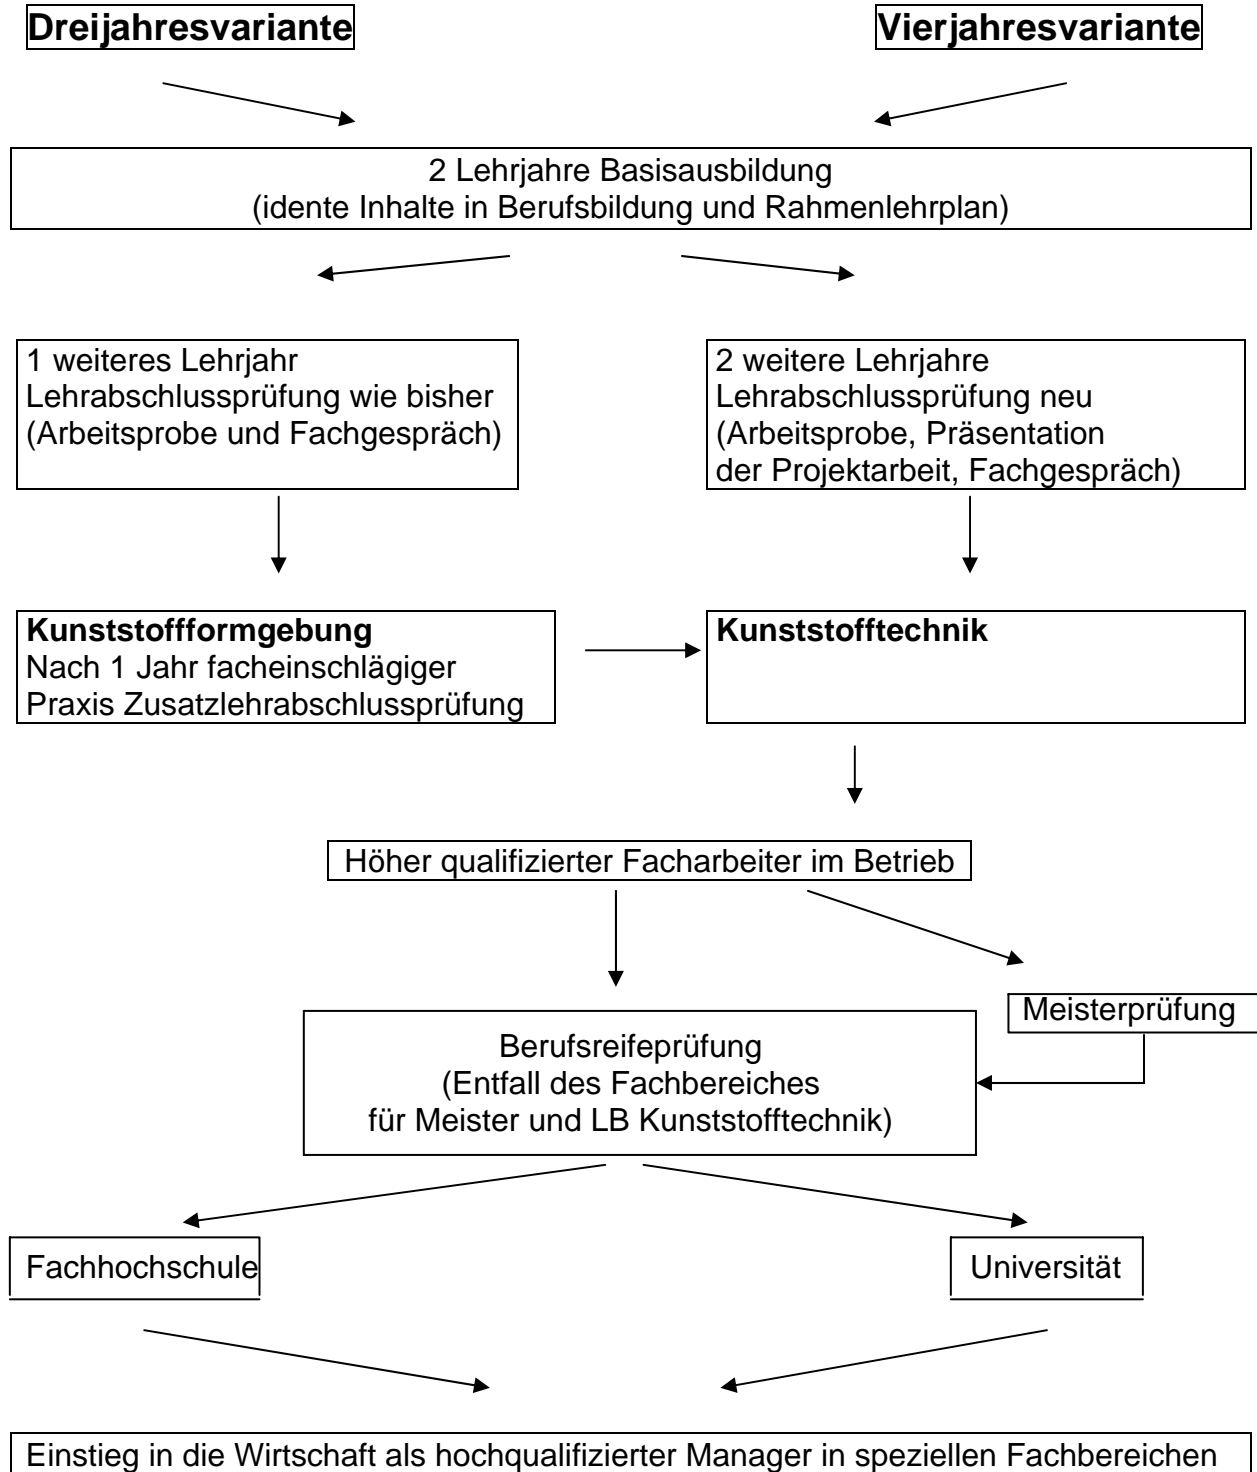 Dreijahresvariante
Vierjahresvariante
2 Lehrjahre Basisausbildung
(idente Inhalte in Berufsbildung und Rahmenlehrplan)
1 weiteres Lehrjahr
Lehrabschlussprüfung wie bisher
(Arbeitsprobe und Fachgespräch)
2 weitere Lehrjahre
Lehrabschlussprüfung neu
(Arbeitsprobe, Präsentation
der Projektarbeit, Fachgespräch)
Kunststoffformgebung
Nach 1 Jahr facheinschlägiger
Praxis Zusatzlehrabschlussprüfung
Kunststofftechnik
Höher qualifizierter Facharbeiter im Betrieb
Meisterprüfung
Berufsreifeprüfung
(Entfall des Fachbereiches
für Meister und LB Kunststofftechnik)
Fachhochschule
Universität
Einstieg in die Wirtschaft als hochqualifizierter Manager in speziellen Fachbereichen